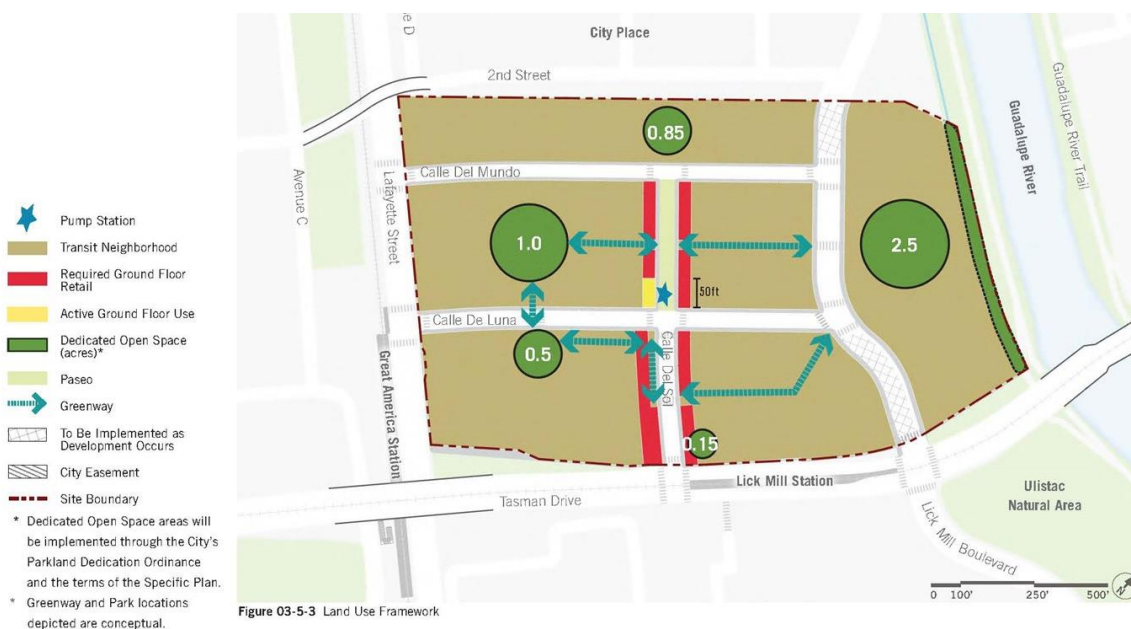 City Place
e D
2nd Street
Guadalupe River
Guadalupe River Trail
0.85
Calle Del Mundo
Avenue C
Lafayette Street
1.0
2.5
50ft
Calle De Luna
0.5
Calle Del Sol
0.15
Great America Station
Lick Mill Station
Tasman Drive
Ulistac
Natural Area
Lick Mill Boulevard
Pump Station
Transit Neighborhood
Required Ground Floor
Retail
Active Ground Floor Use
Dedicated Open Space
(acres)*
Paseo
Greenway
To Be Implemented as
Development Occurs
City Easement
Site Boundary
* Dedicated Open Space areas will
be implemented through the City's
Parkland Dedication Ordinance
and the terms of the Specific Plan.
* Greenway and Park locations
depicted are conceptual.
0 100' 250' 500'
N
Figure 03-5-3 Land Use Framework